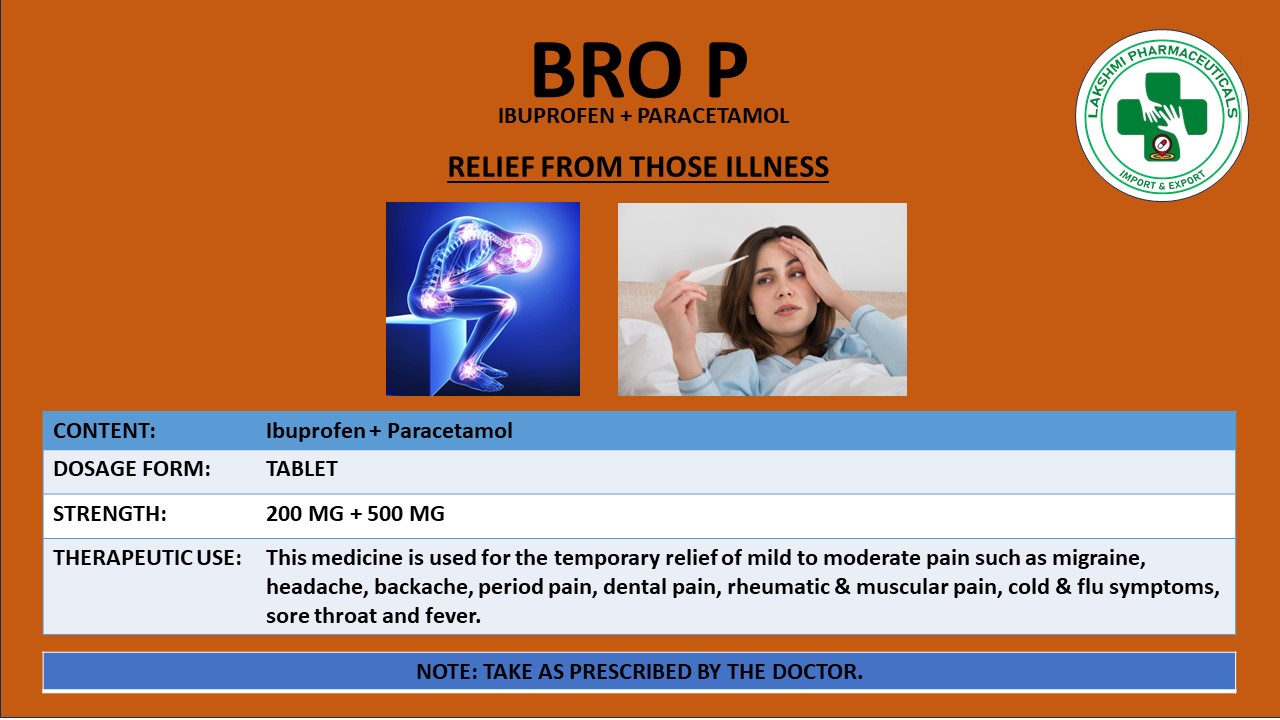 BRO P
IBUPROFEN + PARACETAMOL
LAKSHMI PHARMACEUTICALS
IMPORT & EXPORT
RELIEF FROM THOSE ILLNESS
CONTENT: Ibuprofen + Paracetamol
DOSAGE FORM: TABLET
STRENGTH: 200 MG + 500 MG
THERAPEUTIC USE: This medicine is used for the temporary relief of mild to moderate pain such as migraine,
headache, backache, period pain, dental pain, rheumatic & muscular pain, cold & flu symptoms,
sore throat and fever.
NOTE: TAKE AS PRESCRIBED BY THE DOCTOR.